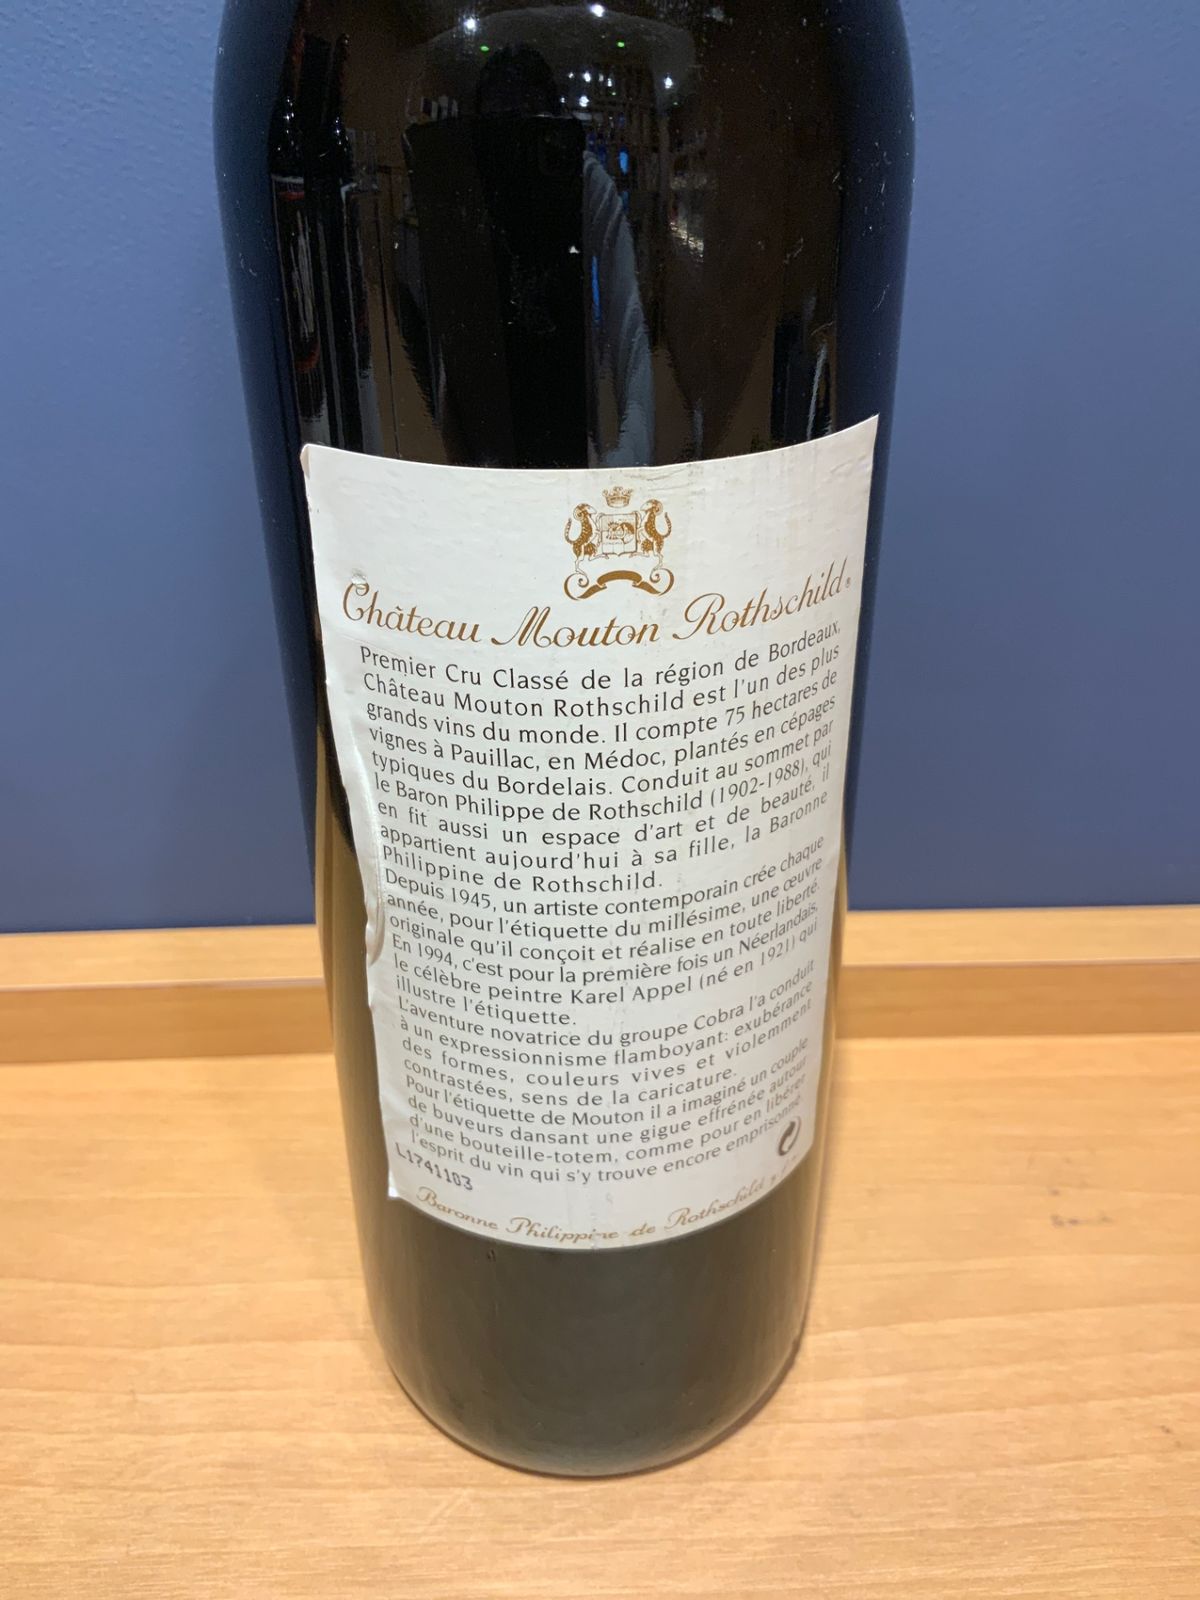 Château Mouton Rothschild®
Premier Cru Classé de la région de Bordeaux,
Château Mouton Rothschild est l'un des plus
grands vins du monde. Il compte 75 hectares de
vignes à Pauillac, en Médoc, plantés en cépages
typiques du Bordelais. Conduit au sommet par
le Baron Philippe de Rothschild (1902-1988), qui
en fit aussi un espace d'art et de beauté, il
appartient aujourd'hui à sa fille, la Baronne
Philippine de Rothschild.
Depuis 1945, un artiste contemporain crée chaque
année, pour l'étiquette du millésime, une œuvre
originale qu'il conçoit et réalise en toute liberté.
En 1994, c'est pour la première fois un Néerlandais,
le célèbre peintre Karel Appel (né en 1921) qui
illustre l'étiquette.
L'aventure novatrice du groupe Cobra l'a conduit
à un expressionnisme flamboyant: exubérance
des formes, couleurs vives et violemment
contrastées, sens de la caricature.
Pour l'étiquette de Mouton il a imaginé un couple
de buveurs dansant une gigue effrénée autour
d'une bouteille-totem, comme pour en libérer
l'esprit du vin qui s'y trouve encore emprisonné.
L1741103
Baronne Philippine de Rothschild